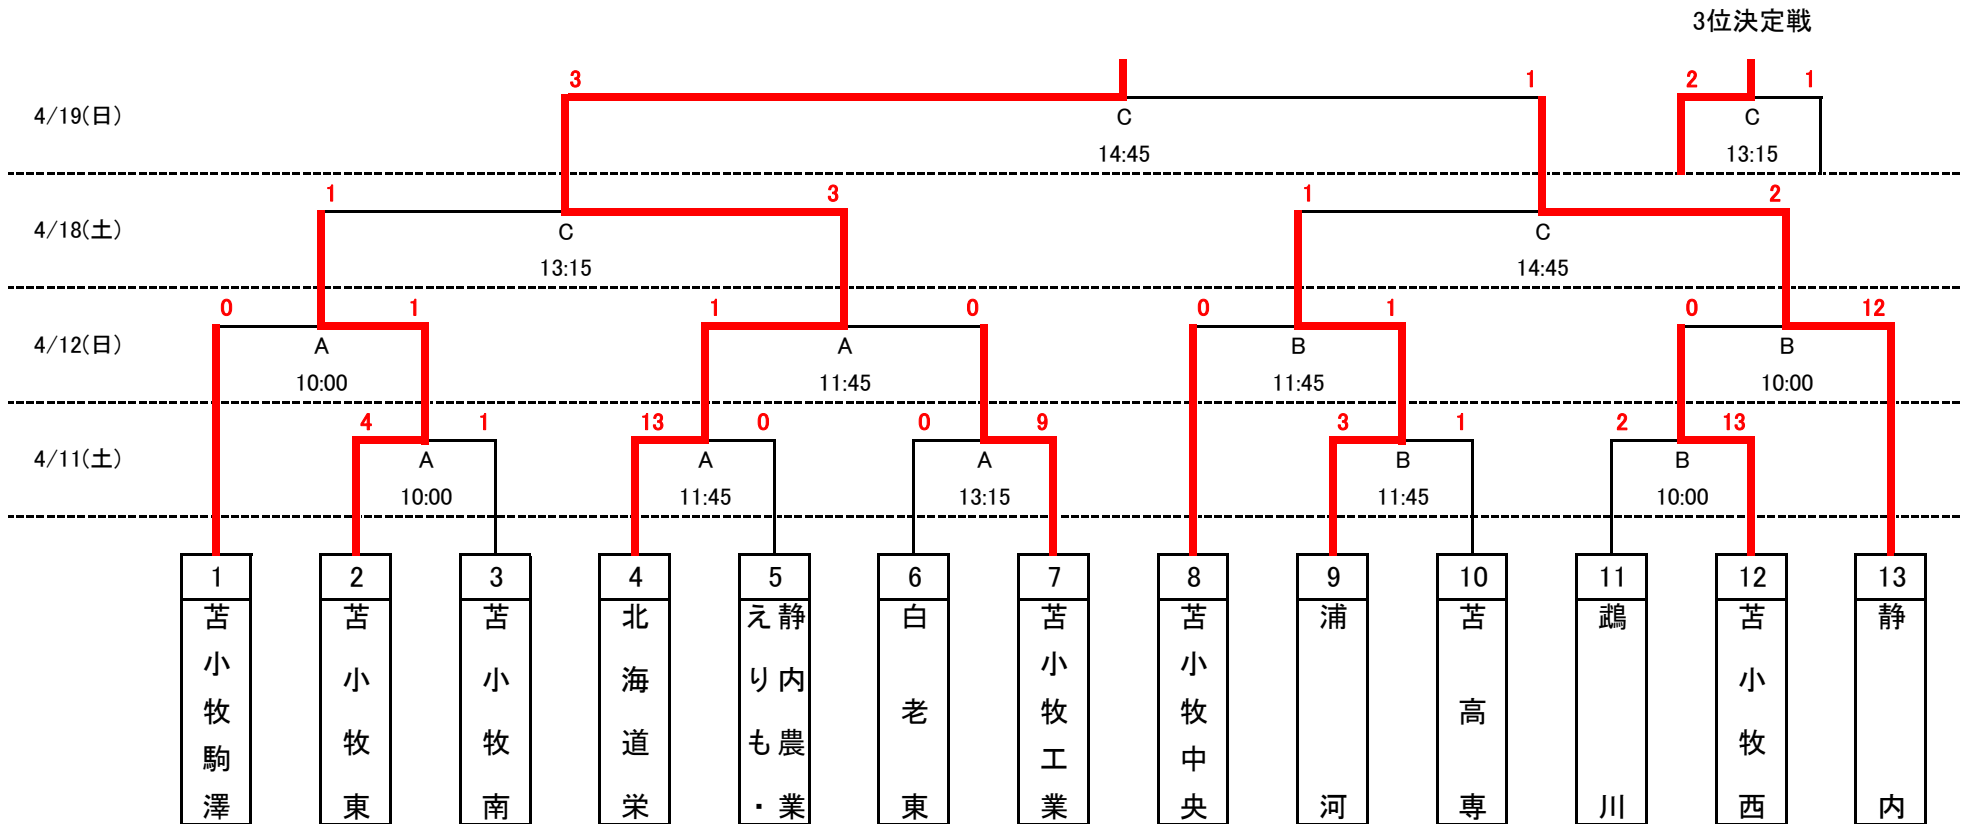 3位決定戦
3 1 2 1
4/19(日)
C C
14:45 13:15
1 3 1 2
4/18(土)
C C
13:15 14:45
0 1 1 0 0 1 0 12
4/12(日)
A A B B
10:00 11:45 11:45 10:00
4 1 13 0 0 9 3 1 2 13
4/11(土)
A A A B B
10:00 11:45 13:15 11:45 10:00
1 2 3 4 5 6 7 8 9 10 11 12 13
苫小牧駒澤
苫小牧東
苫小牧南
北海道栄
静内農業
えりも・
白老東
苫小牧工業
苫小牧中央
浦河
苫高専
鵡川
苫小牧西
静内